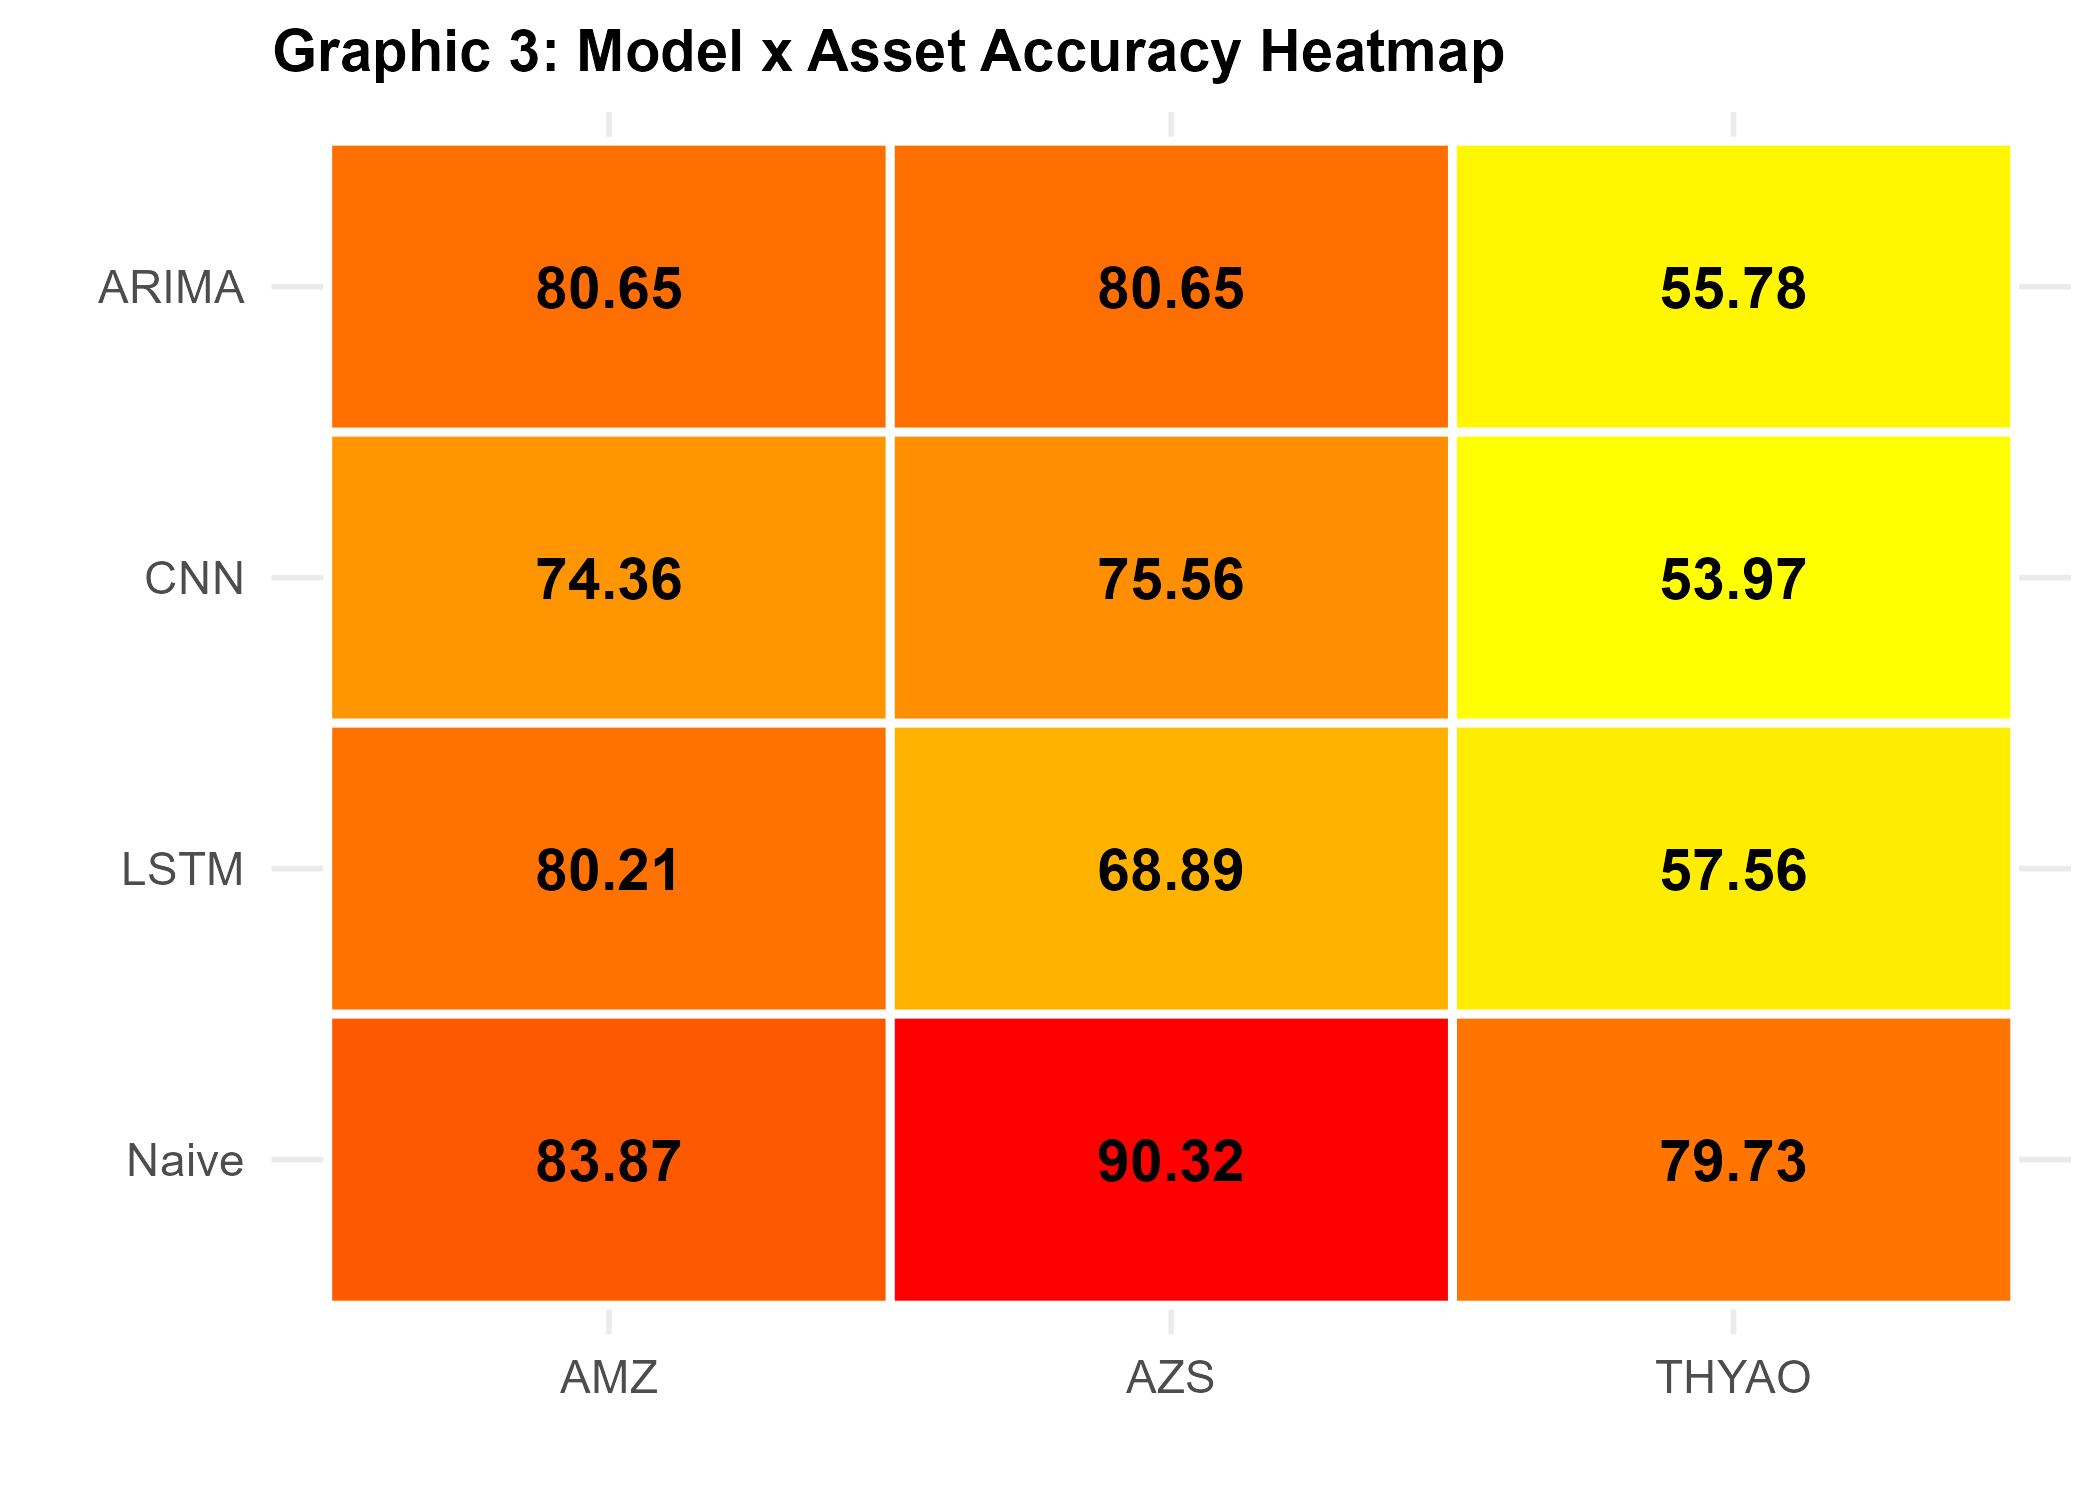 Graphic 3: Model x Asset Accuracy Heatmap
ARIMA 80.65 80.65 55.78
CNN 74.36 75.56 53.97
LSTM 80.21 68.89 57.56
Naive 83.87 90.32 79.73
AMZ AZS THYAO